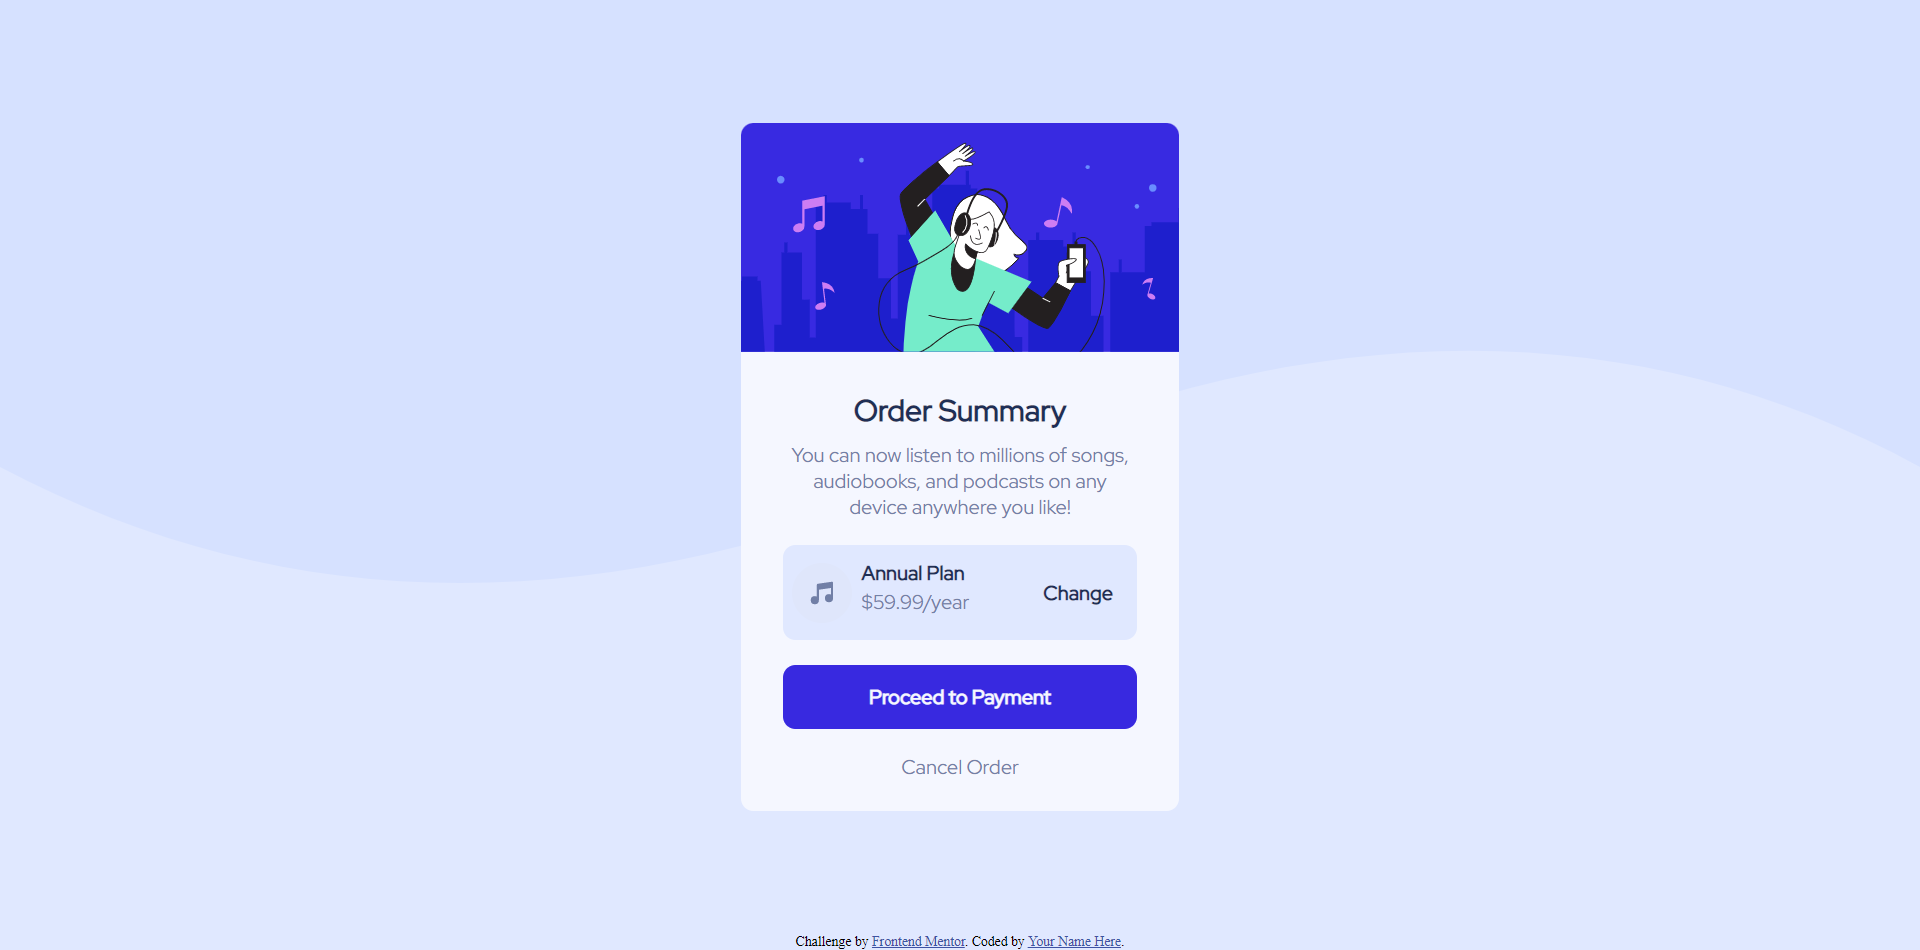 Order Summary
You can now listen to millions of songs,
audiobooks, and podcasts on any
device anywhere you like!
Annual Plan
$59.99/year
Change
Proceed to Payment
Cancel Order
Challenge by Frontend Mentor. Coded by Your Name Here.